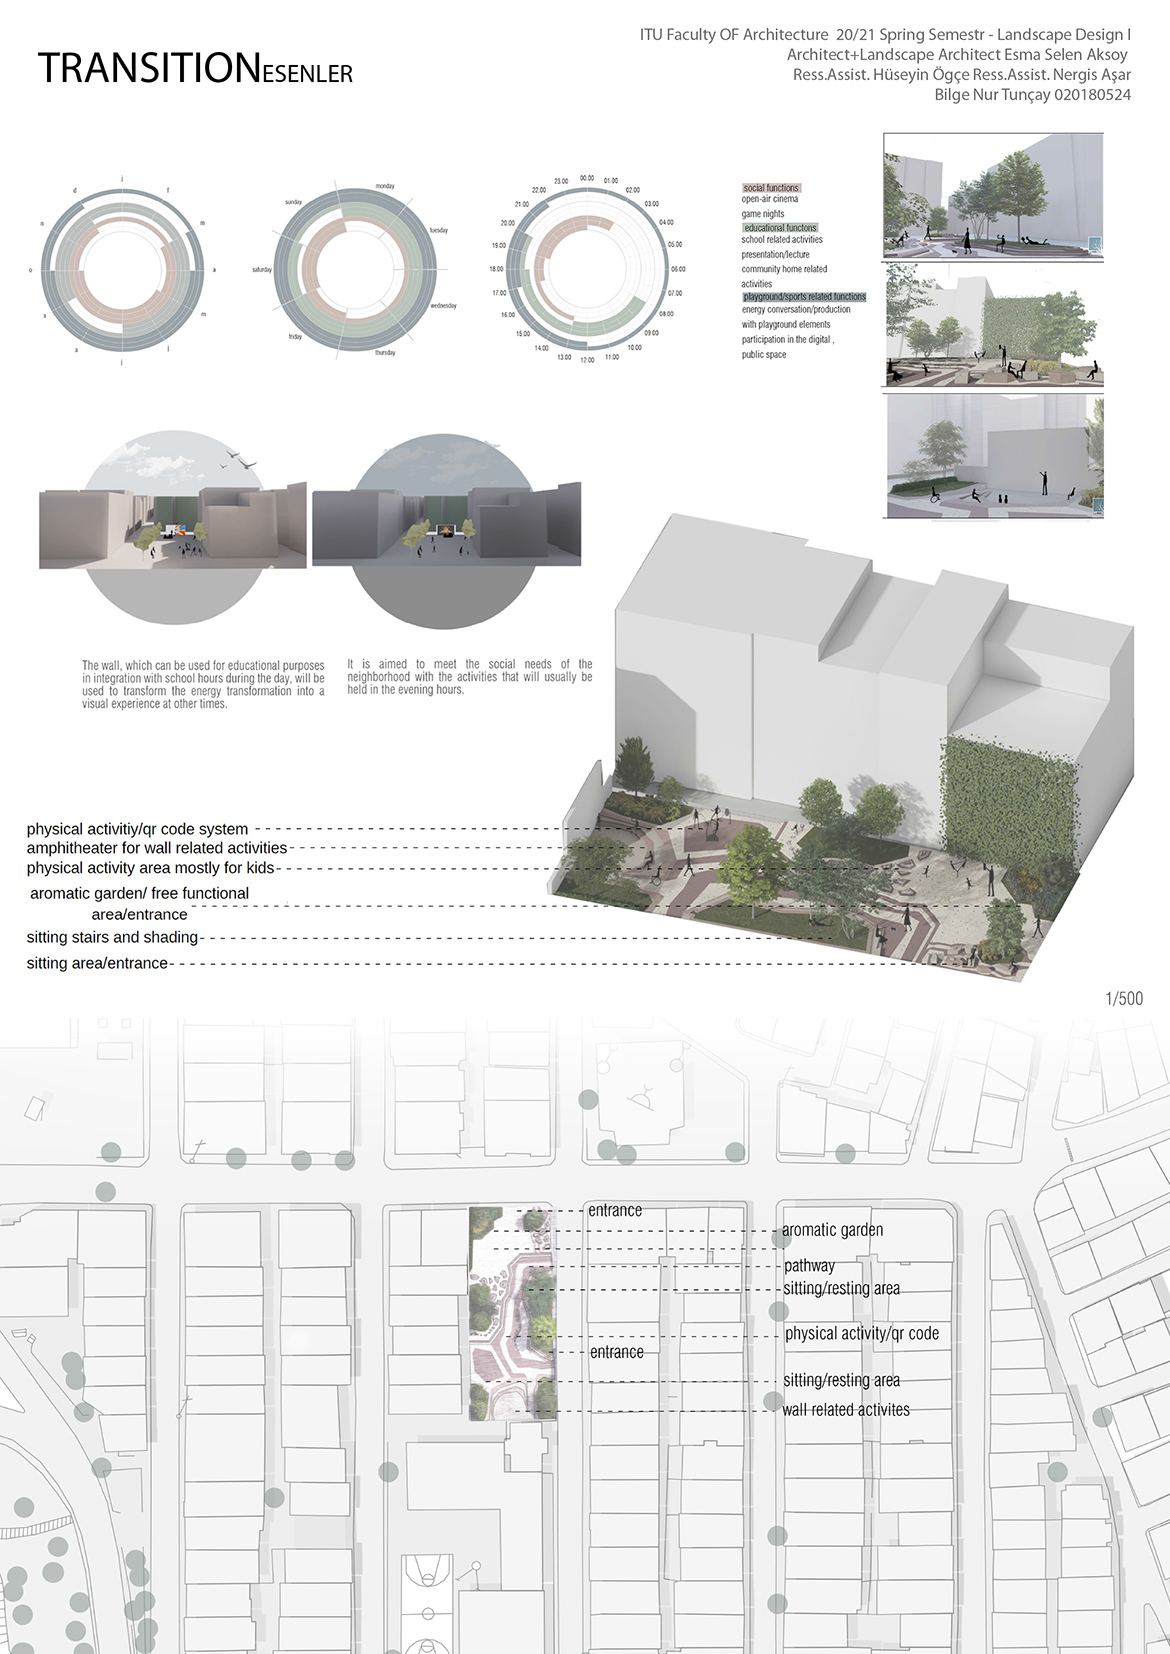 TRANSITIONESENLER
ITU Faculty OF Architecture 20/21 Spring Semestr - Landscape Design I
Architect+Landscape Architect Esma Selen Aksoy
Ress.Assist. Hüseyin Ögçe Ress.Assist. Nergis Aşar
Bilge Nur Tunçay 020180524
j
f
m
a
m
j
j
a
s
o
n
d
monday
tuesday
wednesday
thursday
friday
saturday
sunday
00.00
01.00
02.00
03.00
04.00
05.00
06.00
07.00
08.00
09.00
10.00
11.00
12.00
13.00
14.00
15.00
16.00
17.00
18.00
19.00
20.00
21.00
22.00
23.00
social functions
open-air cinema
game nights
educational functons
school related activities
presentation/lecture
community home related
activities
playground/sports related functions
energy conversation/production
with playground elements
participation in the digital ,
public space
The wall, which can be used for educational purposes
in integration with school hours during the day, will be
used to transform the energy transformation into a
visual experience at other times.
It is aimed to meet the social needs of the
neighborhood with the activities that will usually be
held in the evening hours.
physical activitiy/qr code system
amphitheater for wall related activities
physical activity area mostly for kids
aromatic garden/ free functional
area/entrance
sitting stairs and shading
sitting area/entrance
1/500
entrance
aromatic garden
pathway
sitting/resting area
physical activity/qr code
entrance
sitting/resting area
wall related activites